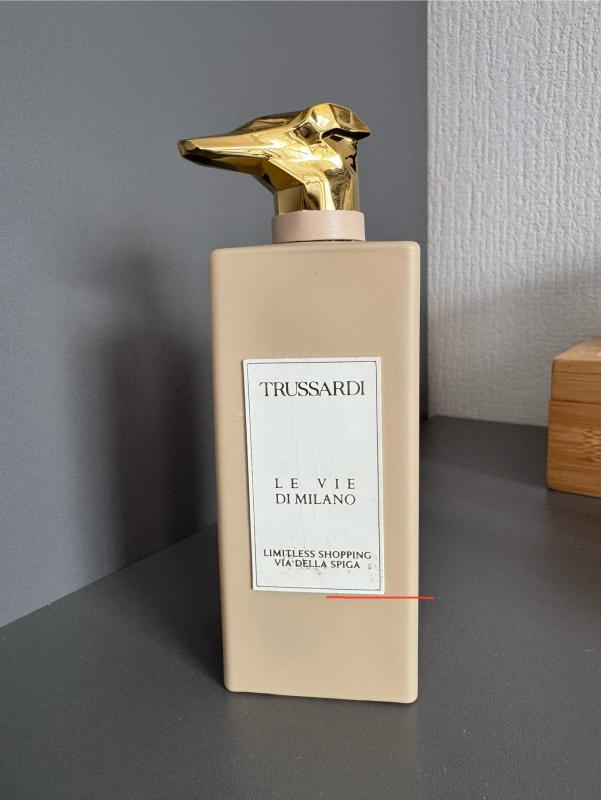 TRUSSARDI
LE VIE
DI MILANO
LIMITLESS SHOPPING
VIA DELLA SPIGA